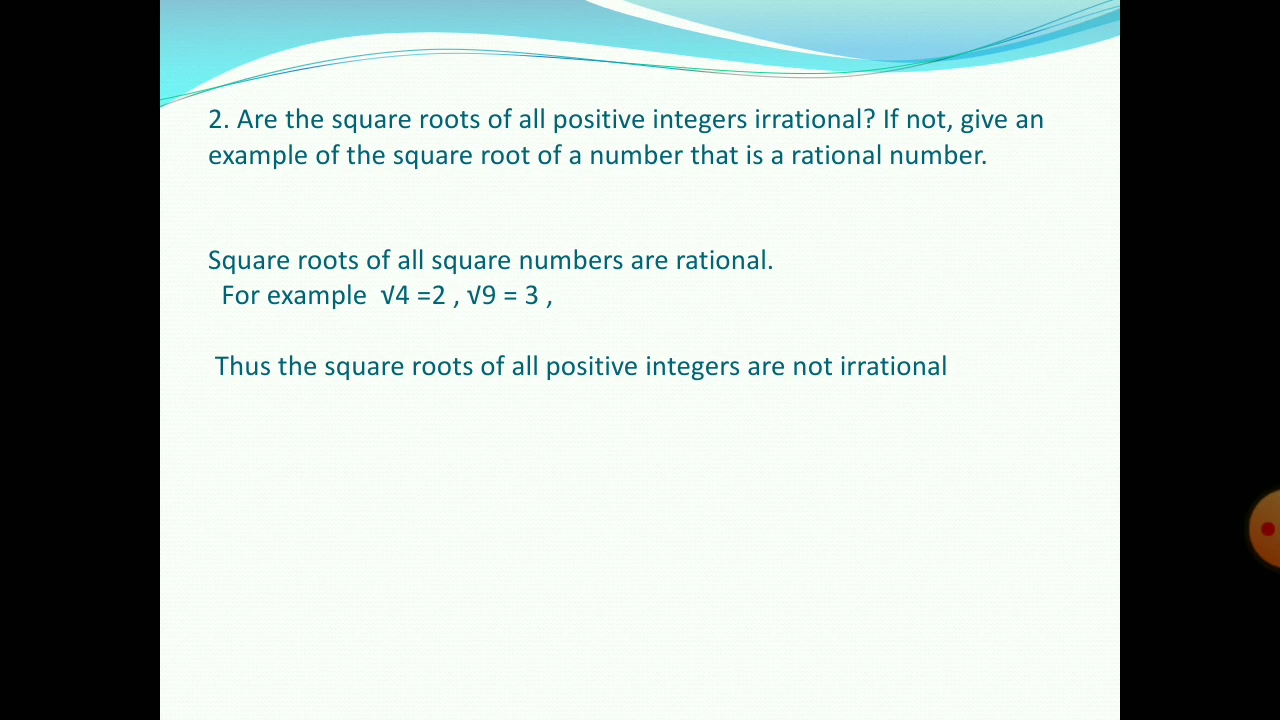 2. Are the square roots of all positive integers irrational? If not, give an
example of the square root of a number that is a rational number.
Square roots of all square numbers are rational.
For example  √4 =2 , √9 = 3 ,
Thus the square roots of all positive integers are not irrational